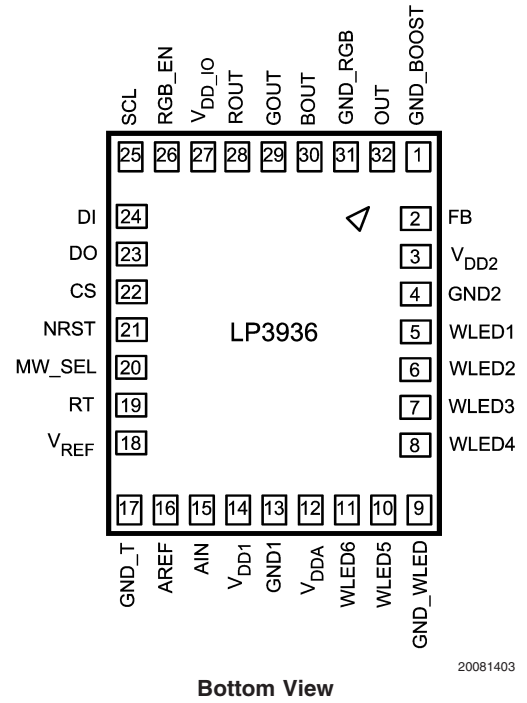 SCL
RGB_EN
VDD_IO
ROUT
GOUT
BOUT
GND_RGB
OUT
GND_BOOST
25 26 27 28 29 30 31 32 1
DI 24 2 FB
DO 23 3 VDD2
CS 22 4 GND2
NRST 21 LP3936 5 WLED1
MW_SEL 20 6 WLED2
RT 19 7 WLED3
VREF 18 8 WLED4
17 16 15 14 13 12 11 10 9
GND_T
AREF
AIN
VDD1
GND1
VDDA
WLED6
WLED5
GND_WLED
20081403
Bottom View